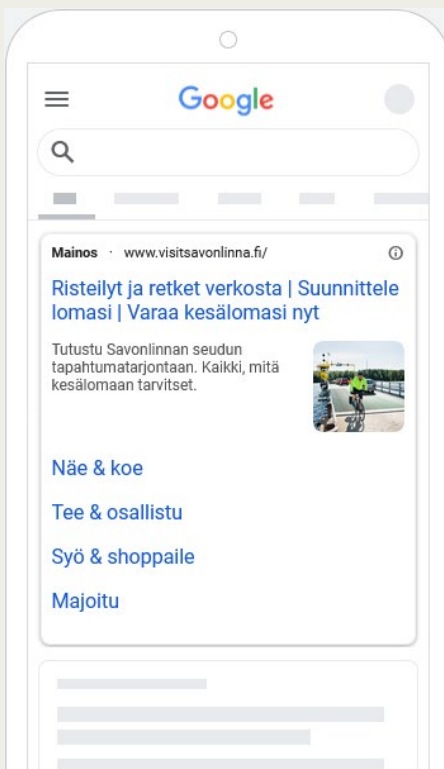 Google
Mainos · www.visitsavonlinna.fi/
Risteilyt ja retket verkosta | Suunnittele
lomasi | Varaa kesälomasi nyt
Tutustu Savonlinnan seudun
tapahtumatarjontaan. Kaikki, mitä
kesälomaan tarvitset.
Näe & koe
Tee & osallistu
Syö & shoppaile
Majoitu